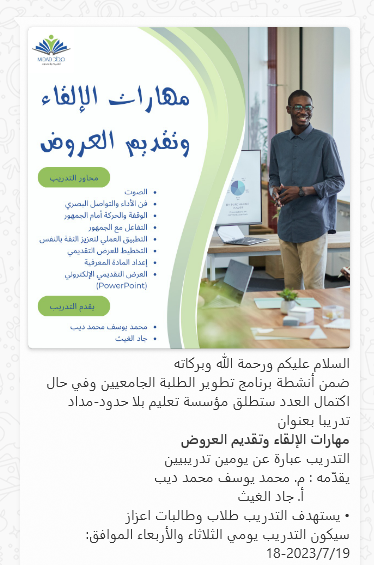 مهارات الإلقاء
وتقديم العروض
محاور التدريب
• الصوت
• فن الأداء والتواصل البصري
• الوقفة والحركة أمام الجمهور
• التفاعل مع الجمهور
• التطبيق العملي لتعزيز الثقة بالنفس
• التخطيط للعرض التقديمي
• إعداد المادة المعرفية
• العرض التقديمي الإلكتروني
(PowerPoint)
يقدم التدريب
• محمد يوسف محمد ديب
• جاد الغيث
السلام عليكم ورحمة الله وبركاته
ضمن أنشطة برنامج تطوير الطلبة الجامعيين وفي حال
اكتمال العدد ستطلق مؤسسة تعليم بلا حدود-مداد
تدريبا بعنوان
مهارات الإلقاء وتقديم العروض
التدريب عبارة عن يومين تدريبيين
يقدّمه : م. محمد يوسف محمد ديب
أ. جاد الغيث
• يستهدف التدريب طلاب وطالبات اعزاز
سيكون التدريب يومي الثلاثاء والأربعاء الموافق:
18-2023/7/19